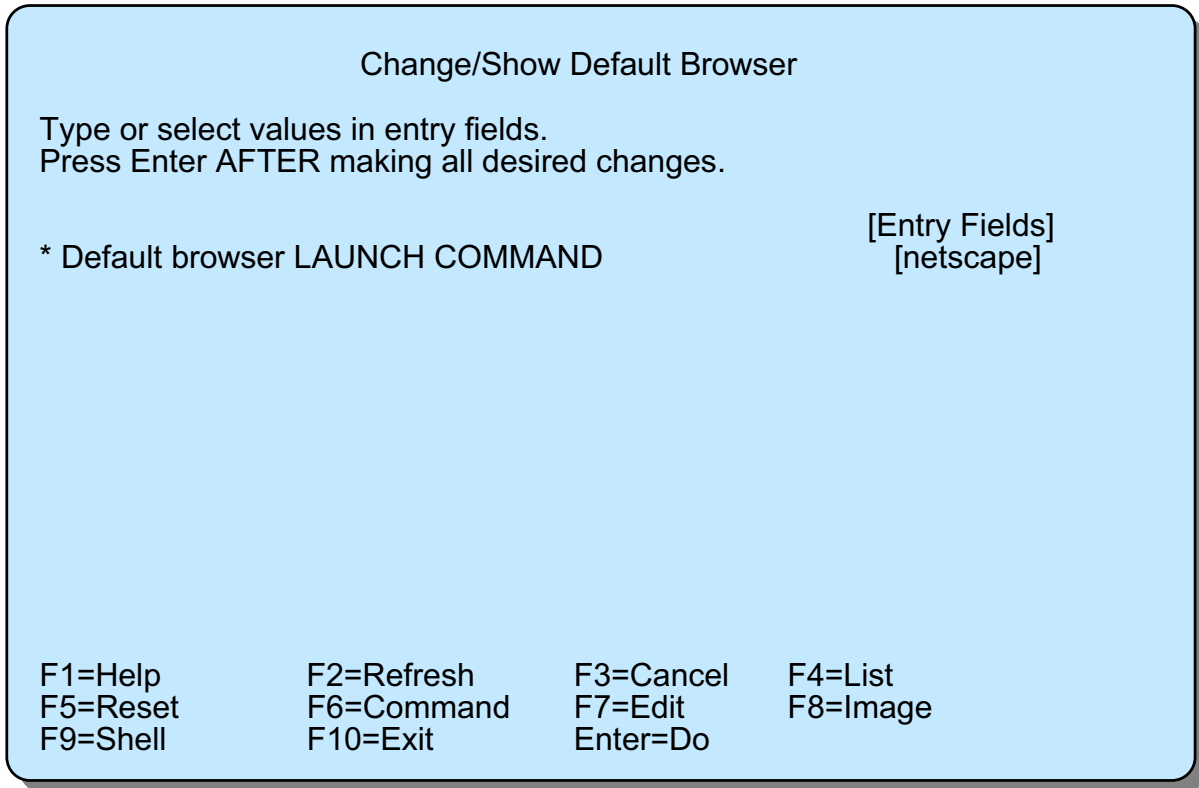 Change/Show Default Browser
Type or select values in entry fields.
Press Enter AFTER making all desired changes.
[Entry Fields]
* Default browser LAUNCH COMMAND [netscape]
F1=Help F2=Refresh F3=Cancel F4=List
F5=Reset F6=Command F7=Edit F8=Image
F9=Shell F10=Exit Enter=Do